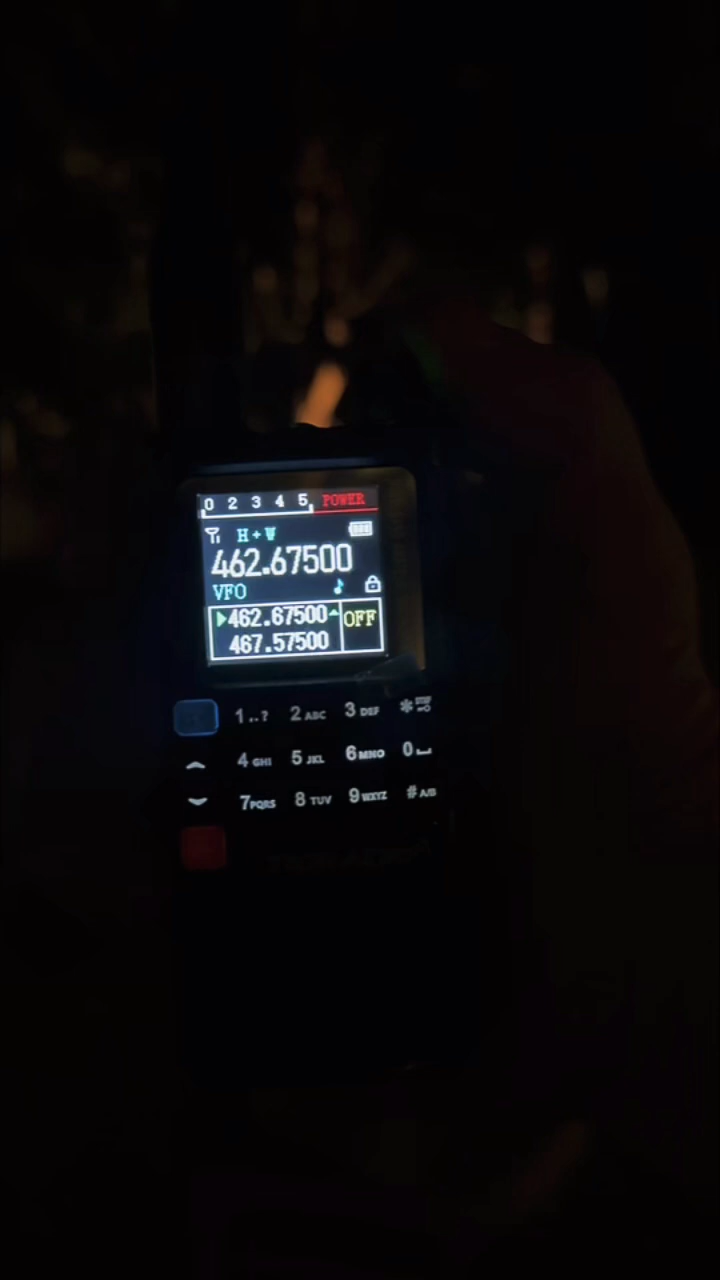 0 2 3 4 5 POWER
H + W
462.67500
VFO
462.67500 OFF
467.57500
1..? 2 ABC 3 DEF *
4 GHI 5 JKL 6 MNO 0
7 PQRS 8 TUV 9 WXYZ # A/B